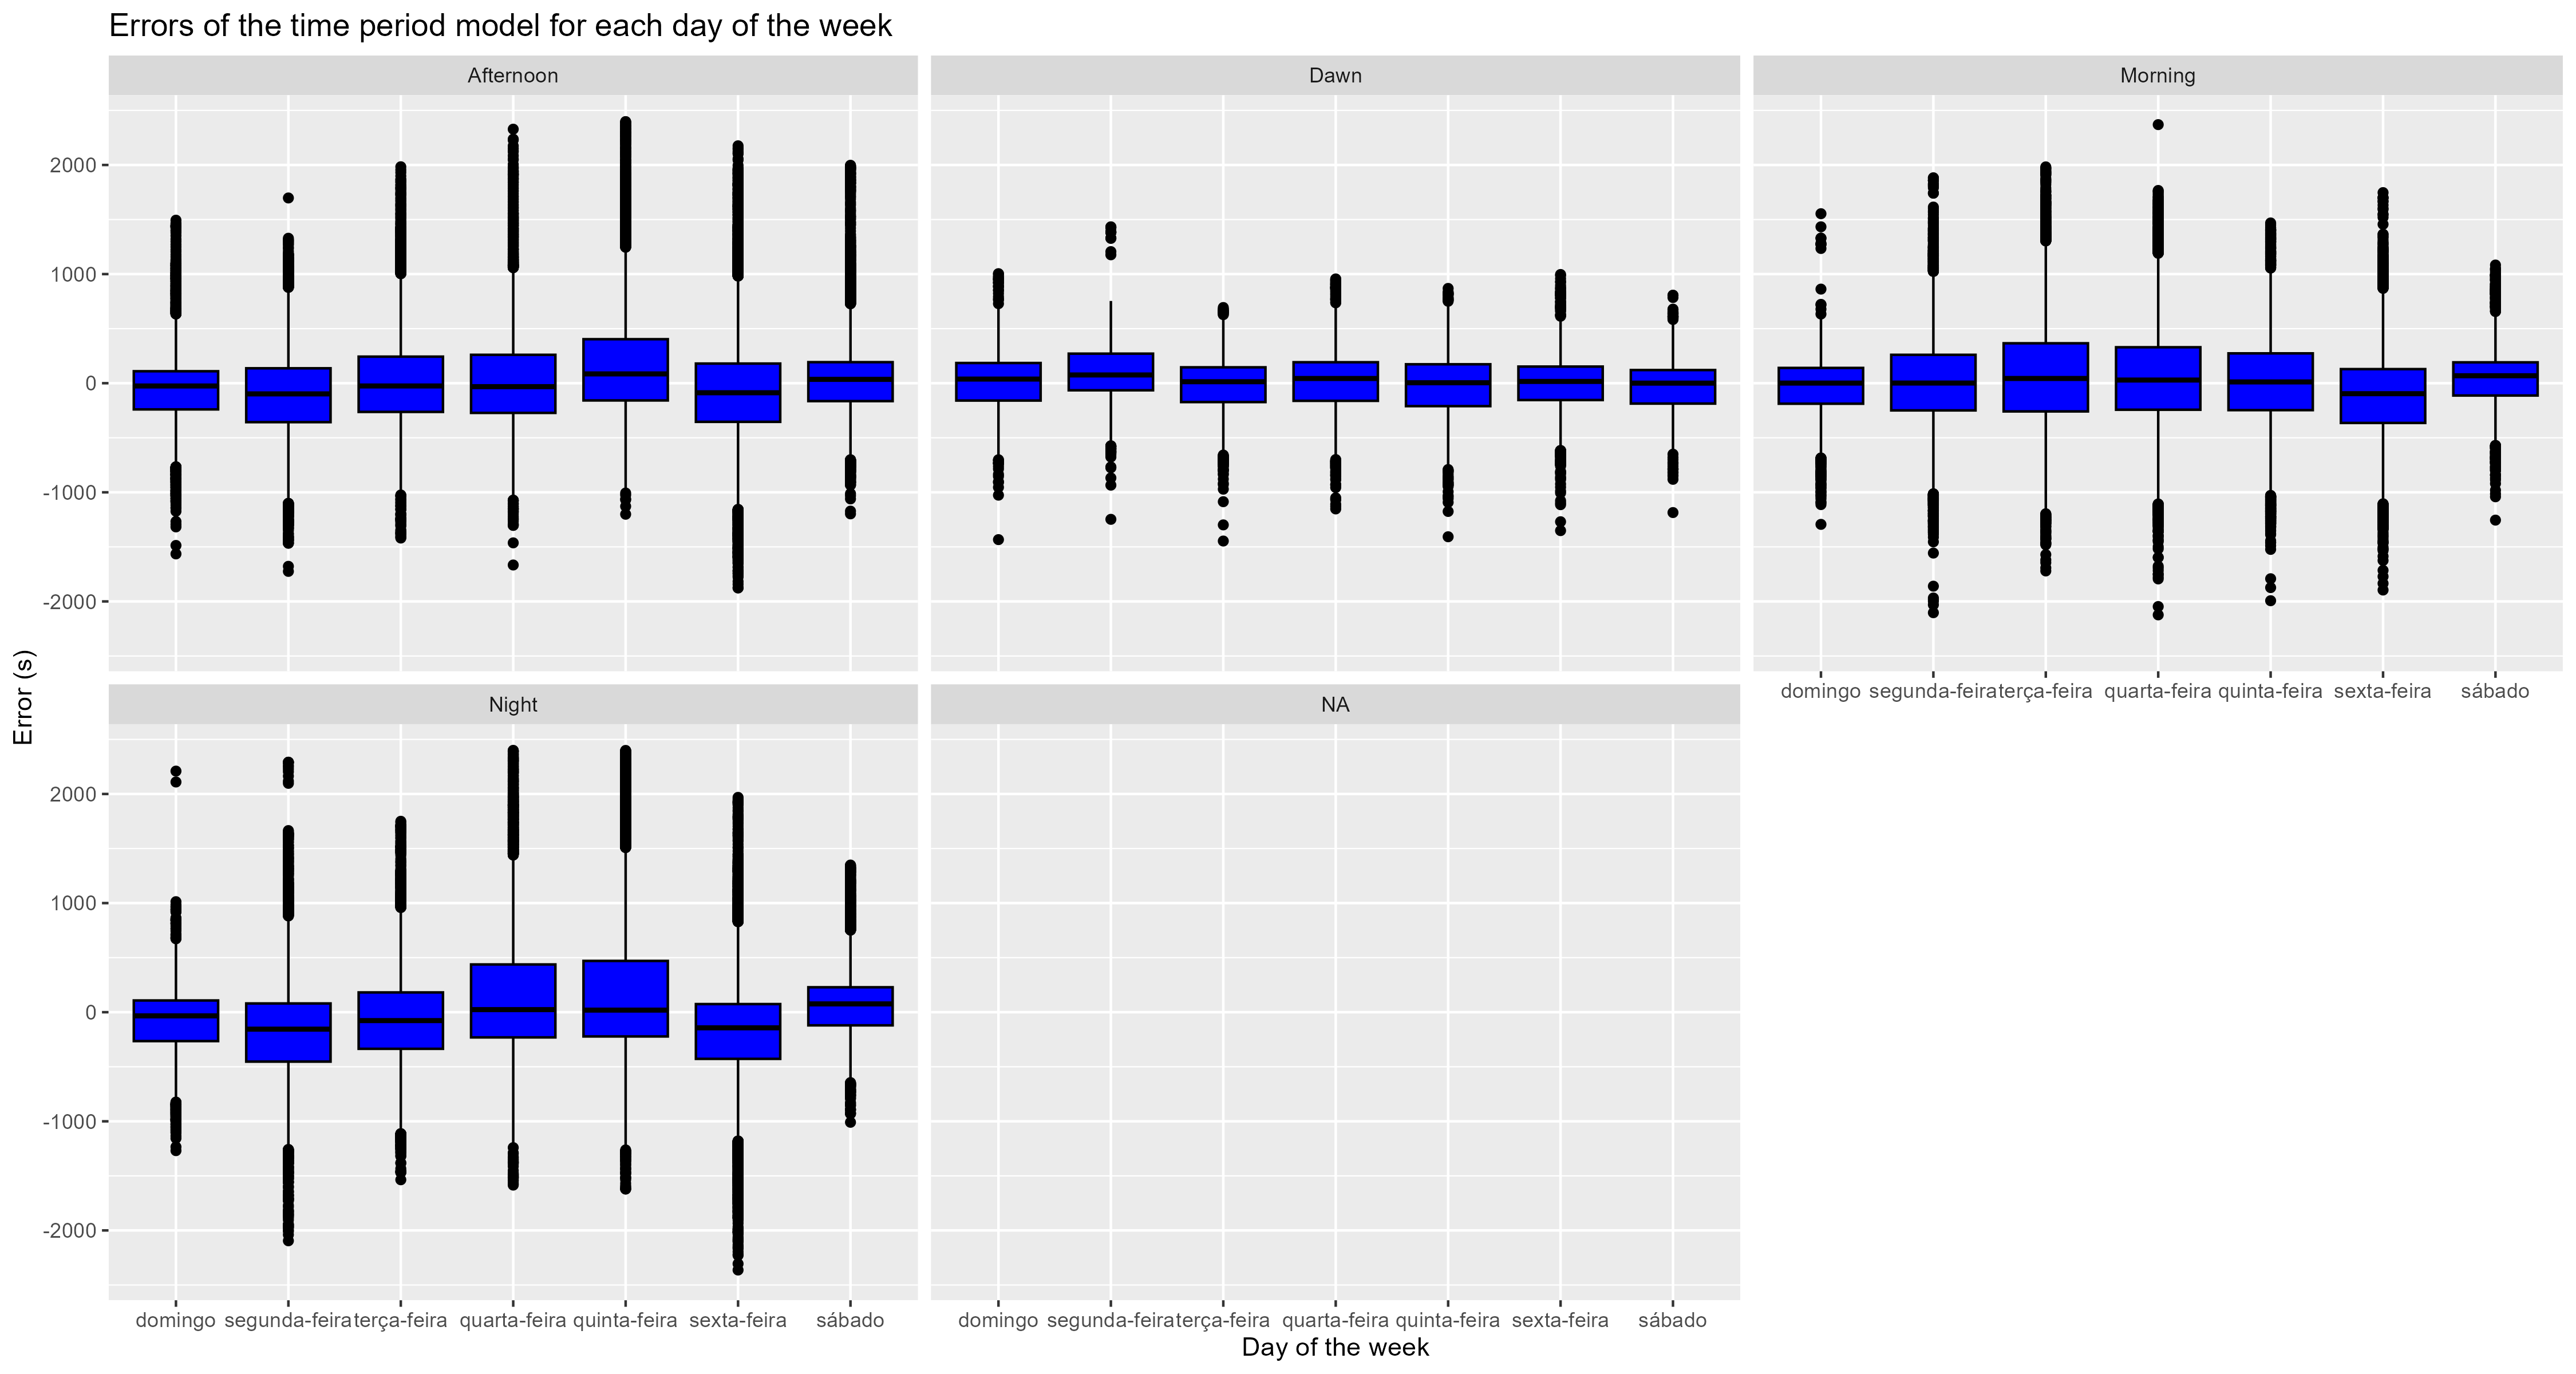 Errors of the time period model for each day of the week
Afternoon
Dawn
Morning
2000
1000
0
-1000
-2000
domingo segunda-feira terça-feira quarta-feira quinta-feira sexta-feira sábado
Error (s)
Night
NA
2000
1000
0
-1000
-2000
domingo segunda-feira terça-feira quarta-feira quinta-feira sexta-feira sábado
domingo segunda-feira terça-feira quarta-feira quinta-feira sexta-feira sábado
Day of the week